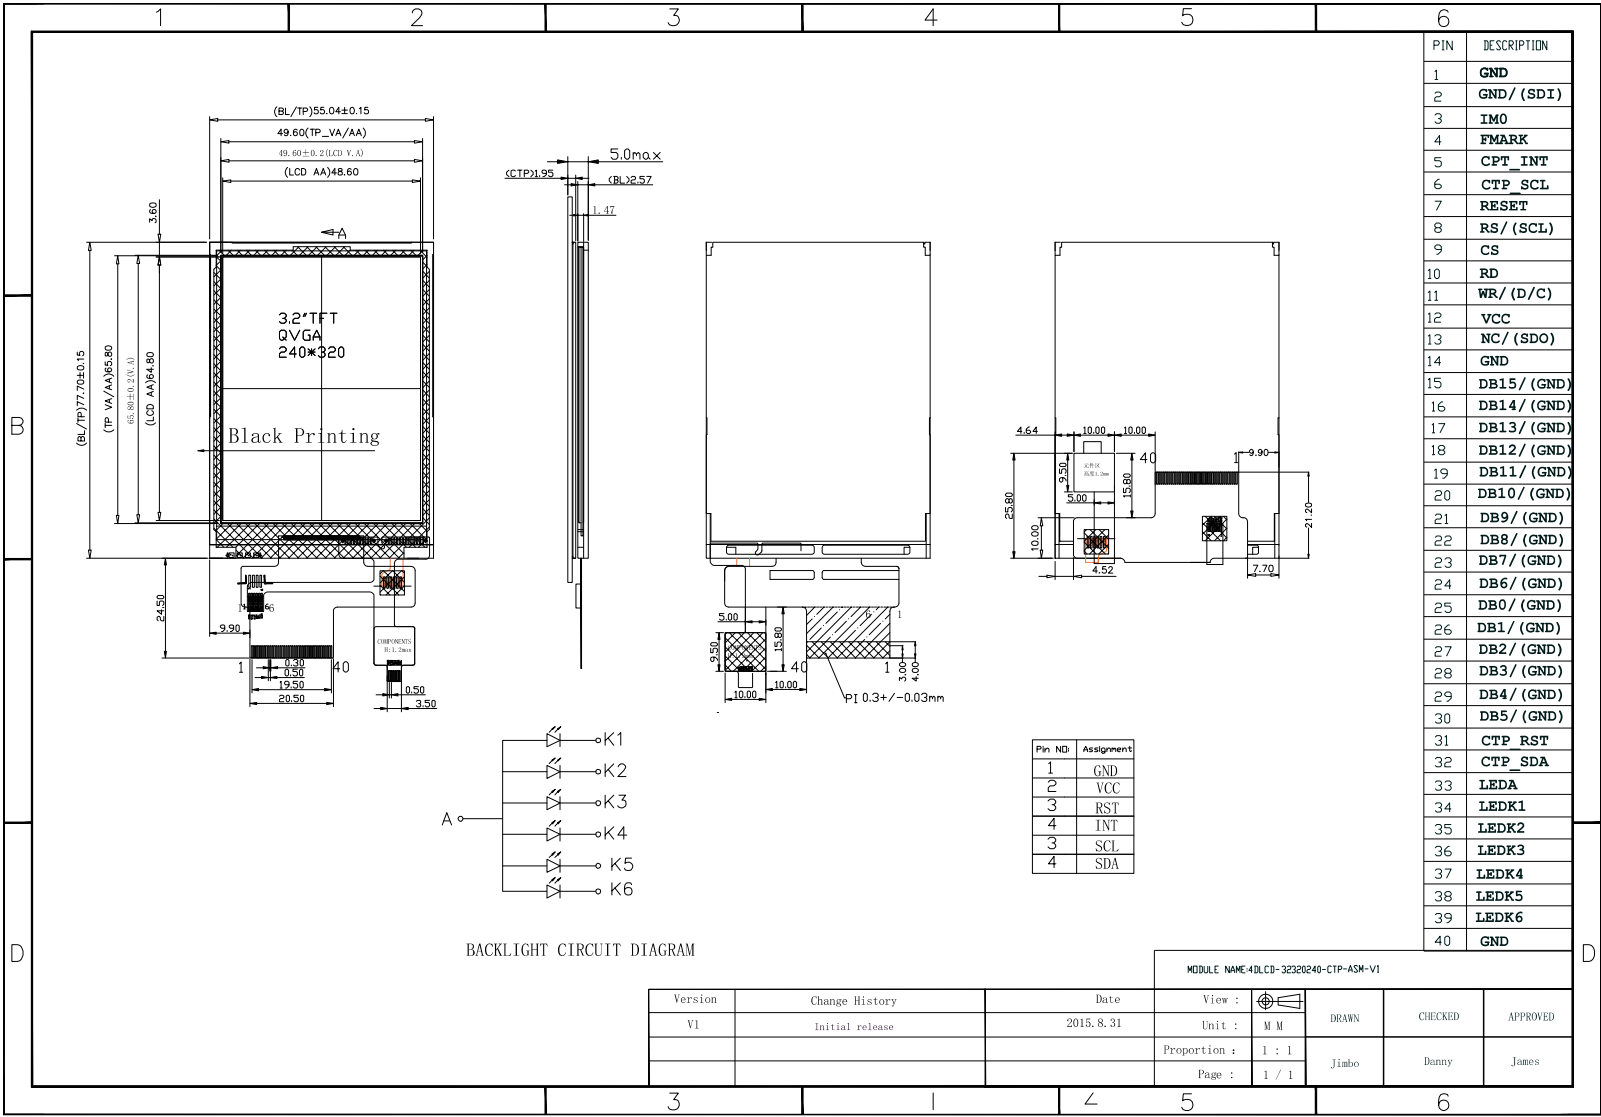 1 2 3 4 5 6
(BL/TP)55.04±0.15
49.60(TP_VA/AA)
49.60±0.2(LCD V.A)
(LCD AA)48.60
3.60
A
(BL/TP)77.70±0.15
(TP VA/AA)65.80
65.80±0.2(V.A)
(LCD AA)64.80
3.2″TFT
QVGA
240*320
Black Printing
24.50
9.90
1 6
COMPONENTS
H:1.2mm
1 40
0.30
0.50
19.50
20.50
0.50
3.50
5.0max
(CTP)1.95
(BL)2.57
1.47
5.00
9.50
15.80
10.00
10.00
40 1
6 1
3.00
4.00
PI 0.3+/-0.03mm
4.64
10.00
10.00
40 1
9.90
元件区
高度1.2mm
9.50
5.00
15.80
25.80
10.00
21.20
4.52
7.70
B
D
D
A
K1
K2
K3
K4
K5
K6
BACKLIGHT CIRCUIT DIAGRAM
Pin NO: Assignment
1 GND
2 VCC
3 RST
4 INT
3 SCL
4 SDA
PIN DESCRIPTION
1 GND
2 GND/(SDI)
3 IM0
4 FMARK
5 CPT_INT
6 CTP_SCL
7 RESET
8 RS/(SCL)
9 CS
10 RD
11 WR/(D/C)
12 VCC
13 NC/(SDO)
14 GND
15 DB15/(GND)
16 DB14/(GND)
17 DB13/(GND)
18 DB12/(GND)
19 DB11/(GND)
20 DB10/(GND)
21 DB9/(GND)
22 DB8/(GND)
23 DB7/(GND)
24 DB6/(GND)
25 DB0/(GND)
26 DB1/(GND)
27 DB2/(GND)
28 DB3/(GND)
29 DB4/(GND)
30 DB5/(GND)
31 CTP_RST
32 CTP_SDA
33 LEDA
34 LEDK1
35 LEDK2
36 LEDK3
37 LEDK4
38 LEDK5
39 LEDK6
40 GND
MODULE NAME:4DLCD-32320240-CTP-ASM-V1
Version Change History Date
V1 Initial release 2015.8.31
View :
Unit : MM
Proportion : 1 : 1
Page : 1 / 1
DRAWN CHECKED APPROVED
Jimbo Danny James
3 5 6